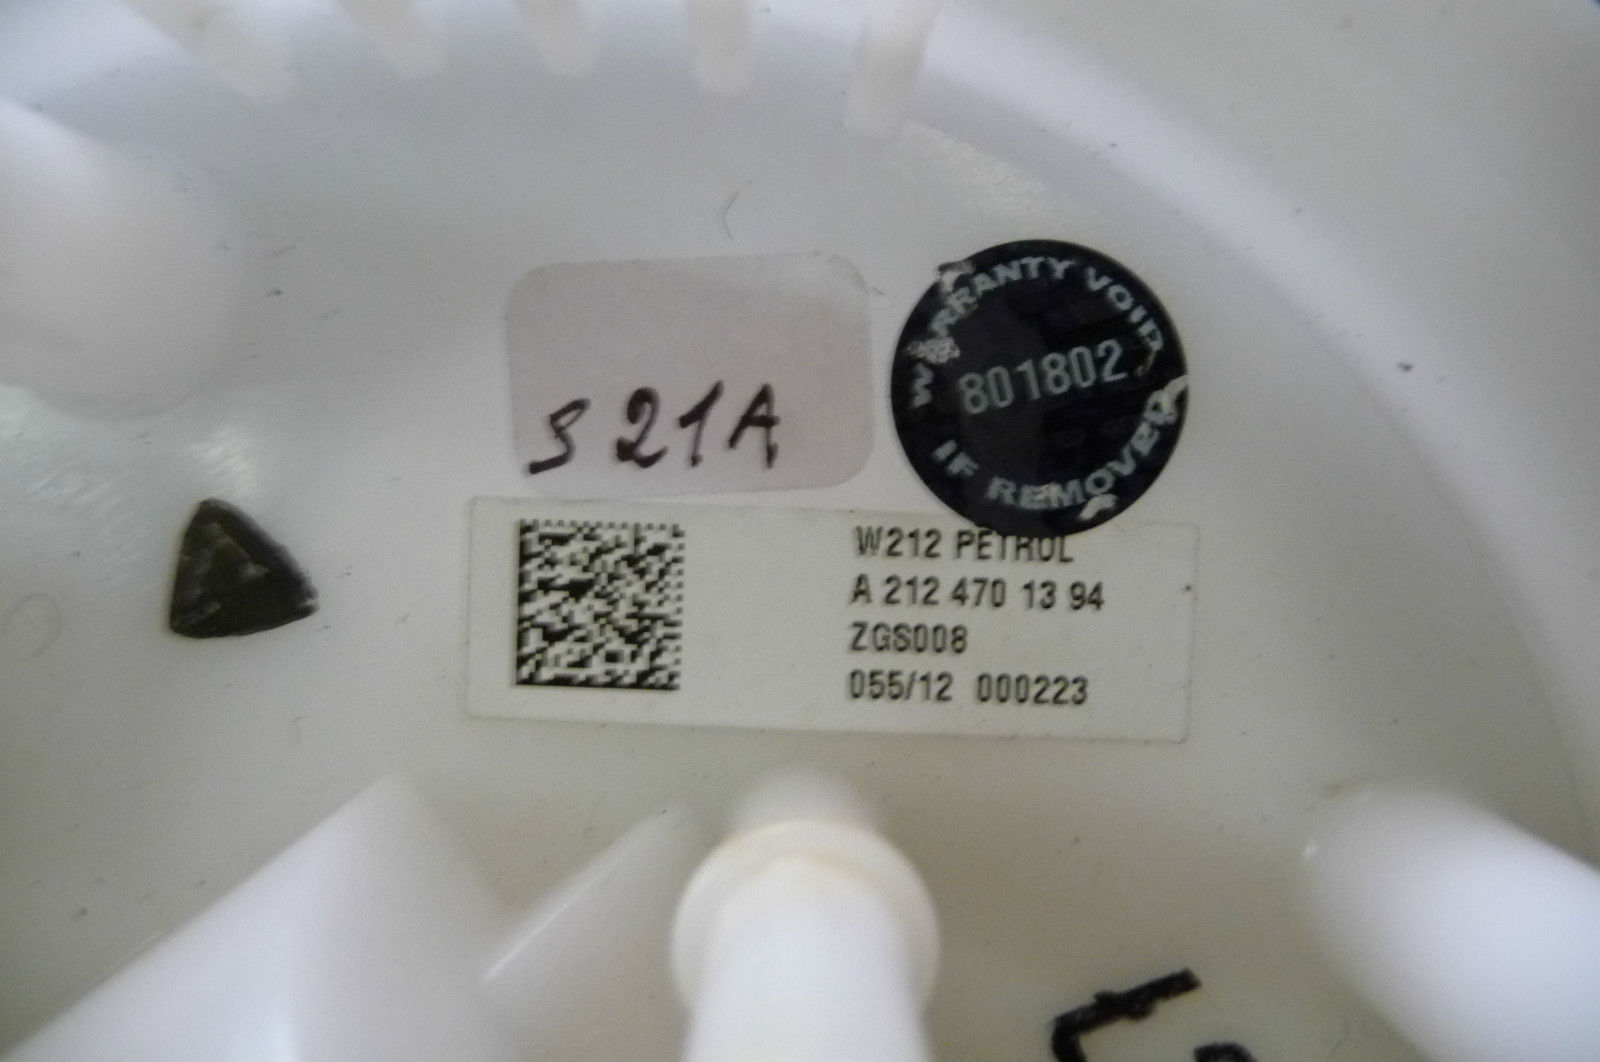 WARRANTY VOID
801802
IF REMOVED
S21A
W212 PETROL
A 212 470 13 94
ZGS008
055/12 000223